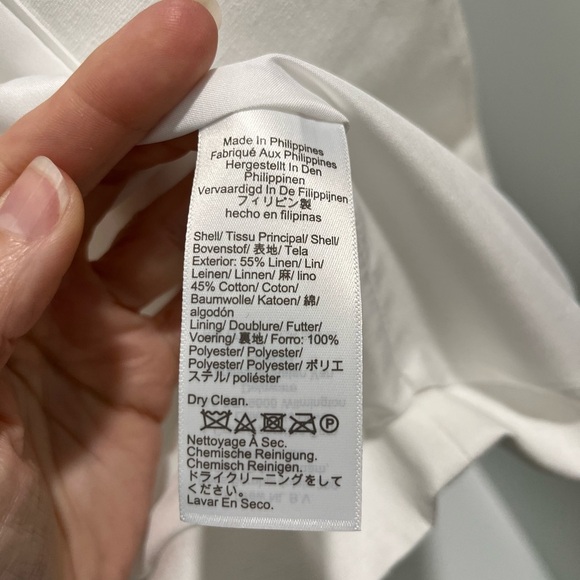 Made In Philippines
Fabriqué Aux Philippines
Hergestellt In Den
Philippinen
Vervaardigd In De Filippijnen
フィリピン製
hecho en filipinas
Shell/ Tissu Principal/ Shell/
Bovenstof/ 表地/ Tela
Exterior: 55% Linen/ Lin/
Leinen/ Linnen/ 麻/ lino
45% Cotton/ Coton/
Baumwolle/ Katoen/ 綿/
algodón
Lining/ Doublure/ Futter/
Voering/ 裏地/ Forro: 100%
Polyester/ Polyester/
Polyester/ Polyester/ ポリエ
ステル/ poliéster
Dry Clean.
P
Nettoyage À Sec.
Chemische Reinigung.
Chemisch Reinigen.
ドライクリーニングをして
ください。
Lavar En Seco.